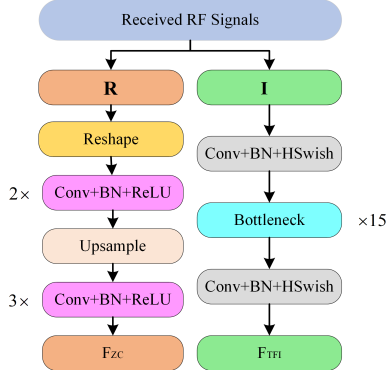 Received RF Signals
R
I
Reshape
Conv+BN+HSwish
2× Conv+BN+ReLU
Bottleneck ×15
Upsample
Conv+BN+HSwish
3× Conv+BN+ReLU
FZC
FTFI